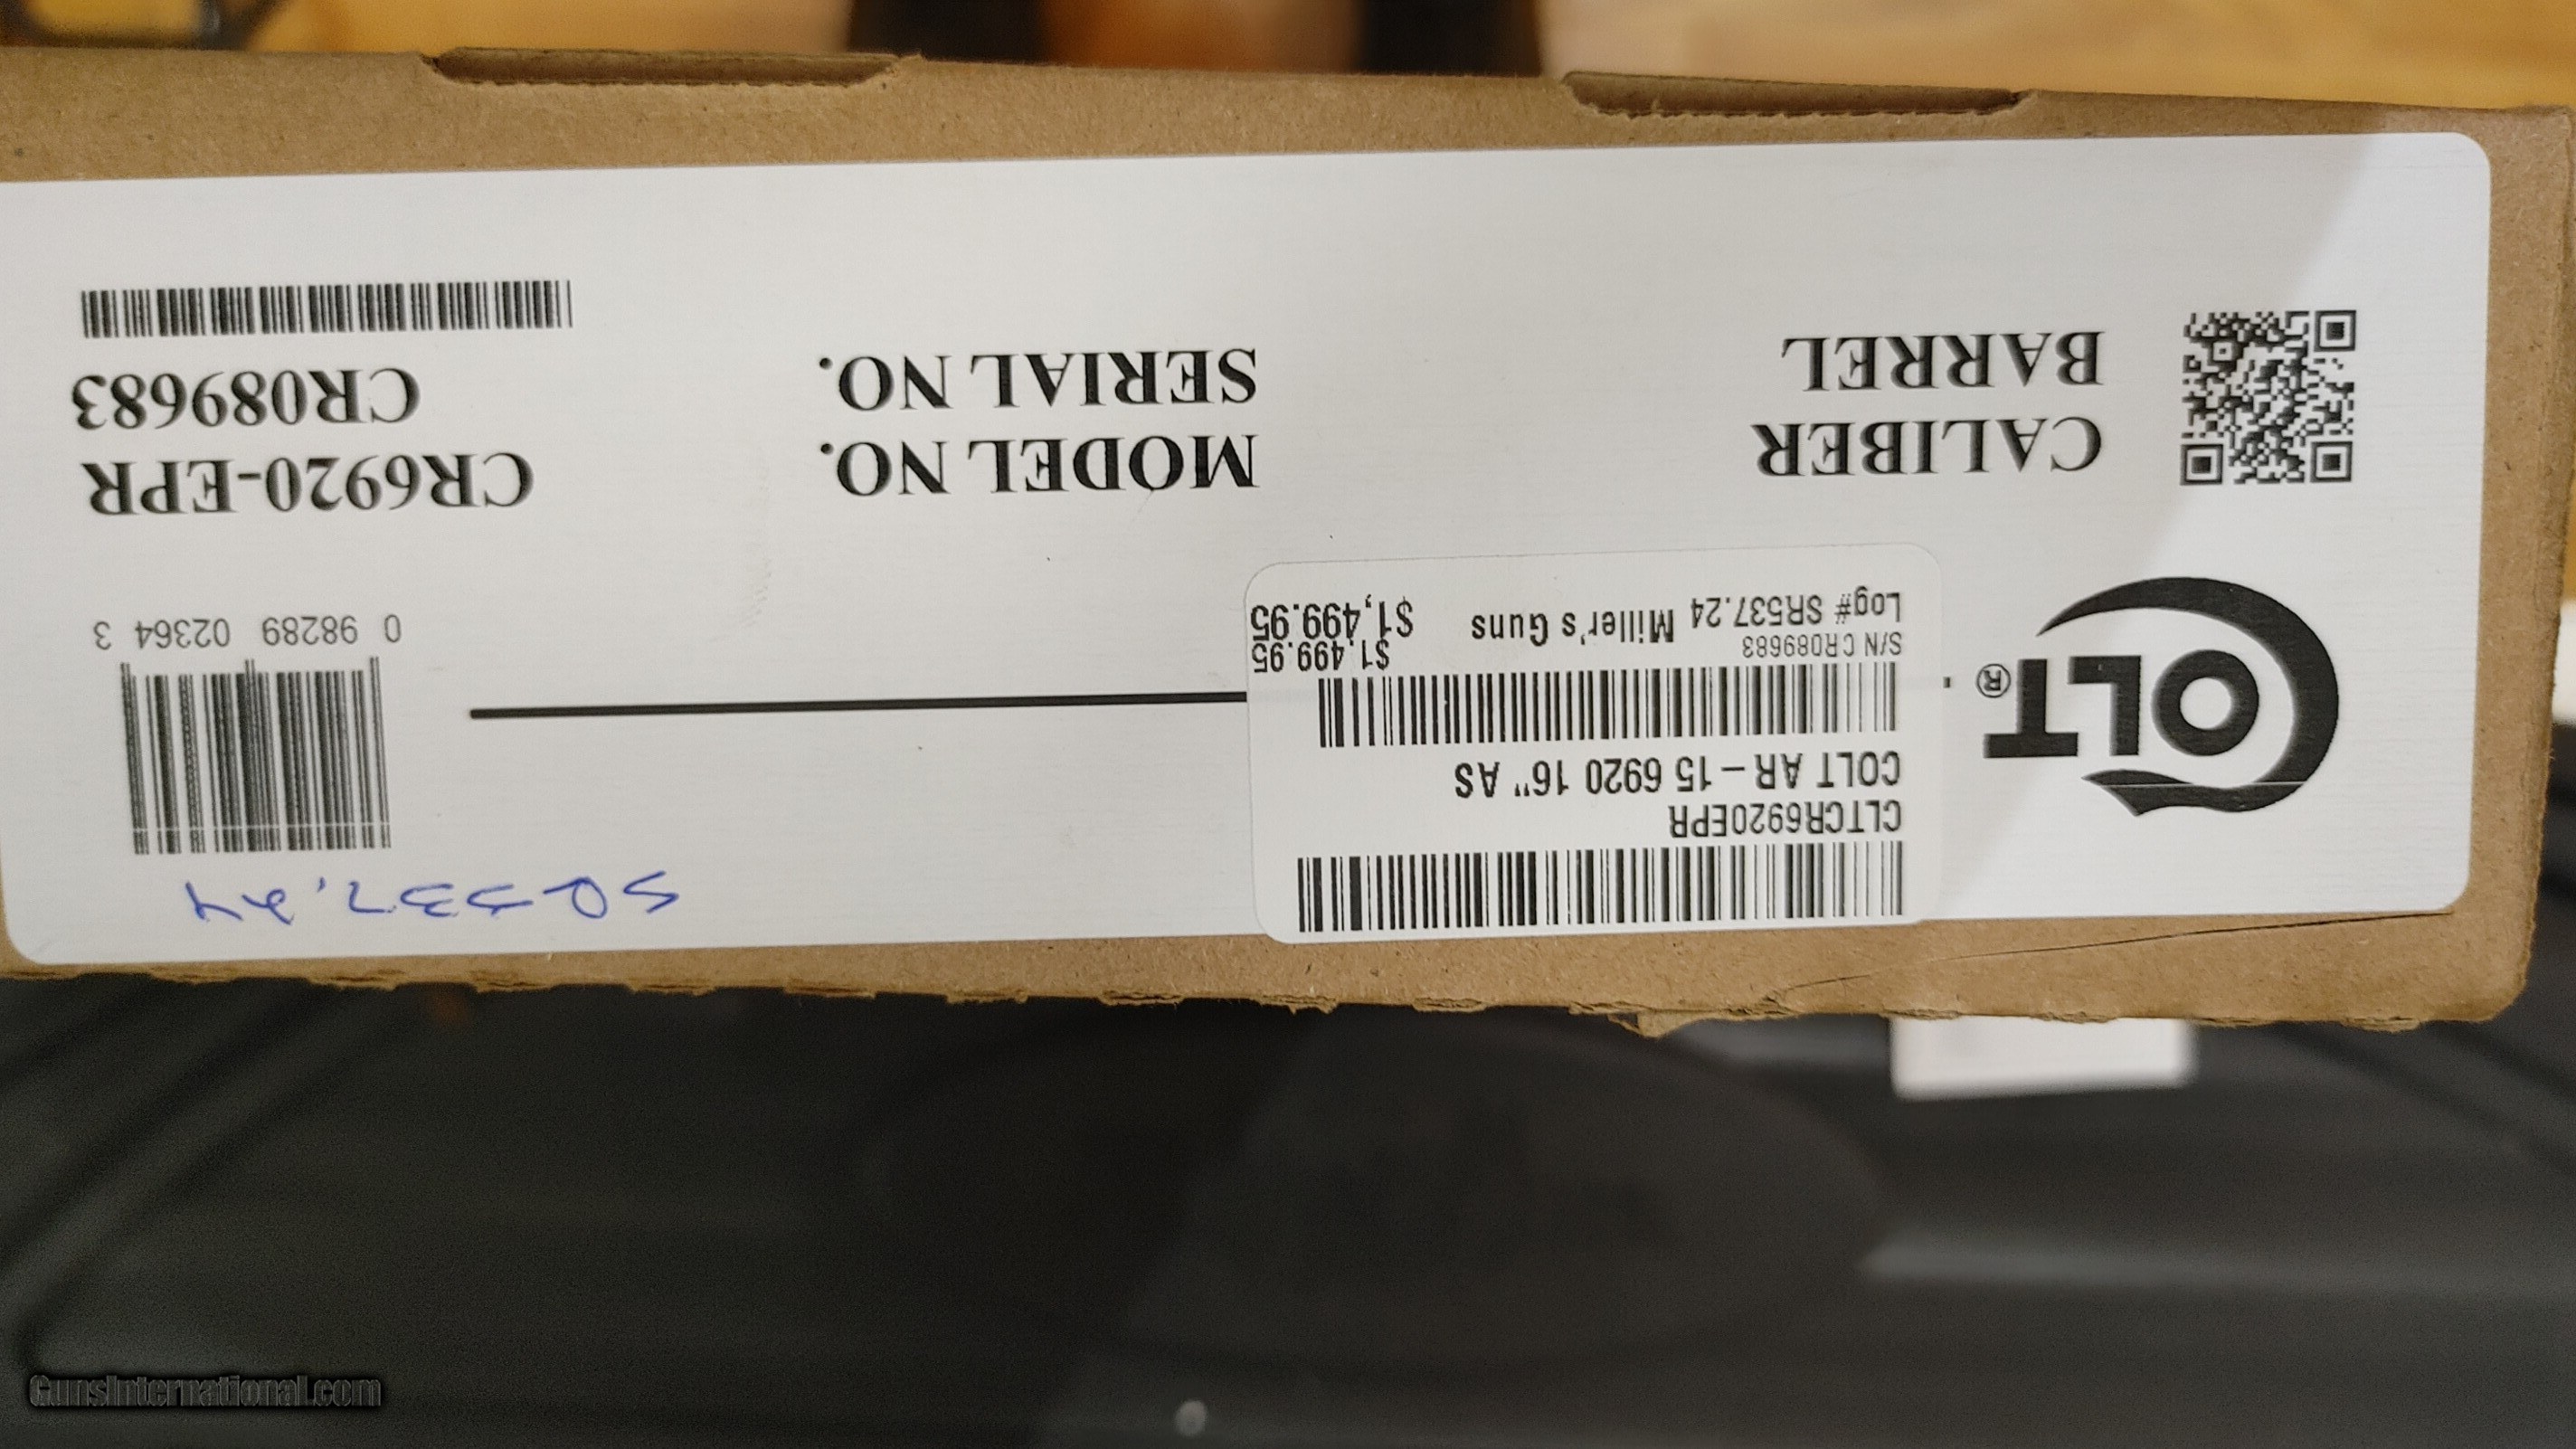 SR537.24
CLTCR6920EPR
COLT AR-15 6920 16" AS
S/N CR089683
$1,499.95
Log# SR537.24 Miller's Guns
$1,499.95
COLT®
0 98289 02364 3
CALIBER
MODEL NO.
CR6920-EPR
BARREL
SERIAL NO.
CR089683
GunsInternational.com